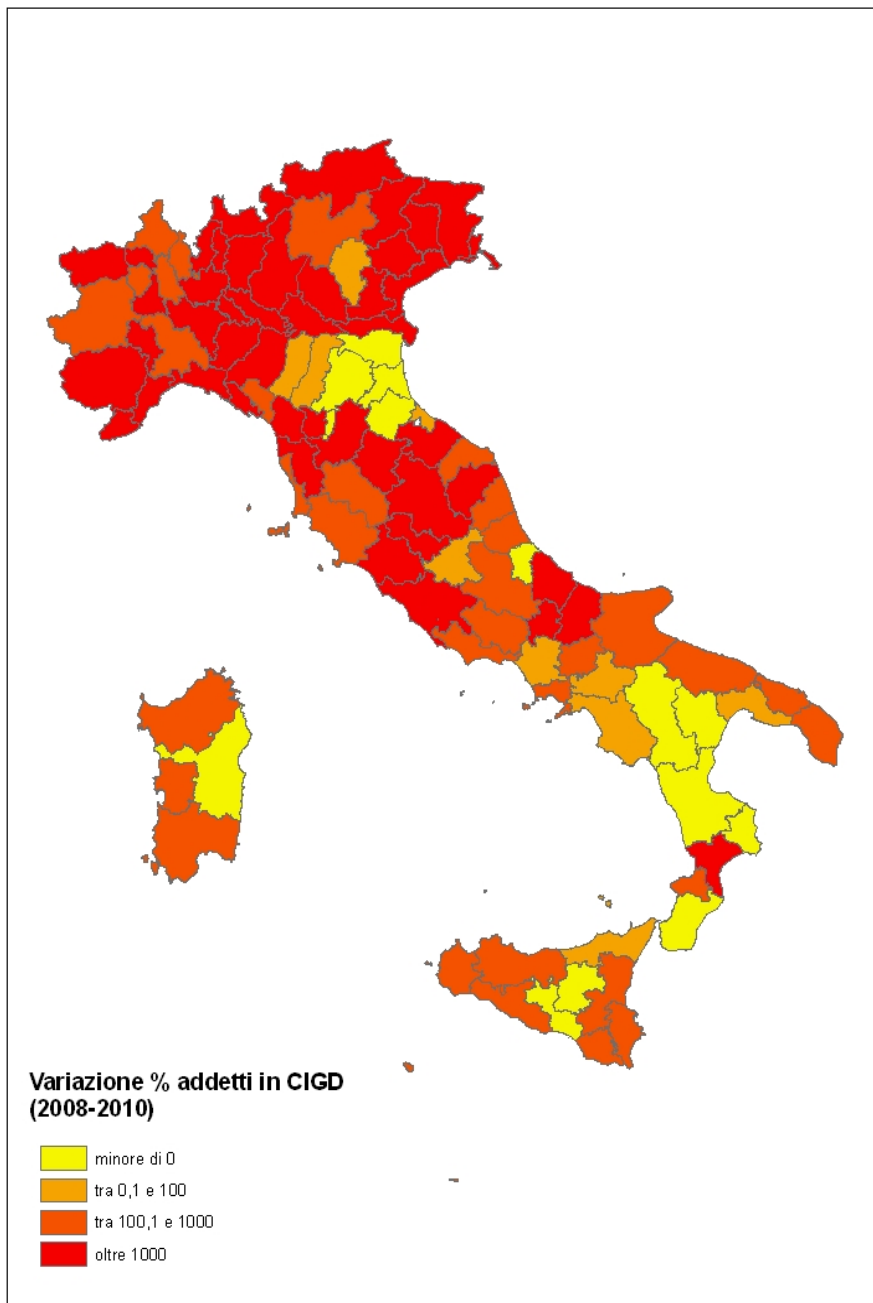 Variazione % addetti in CIGD
(2008-2010)
minore di 0
tra 0,1 e 100
tra 100,1 e 1000
oltre 1000